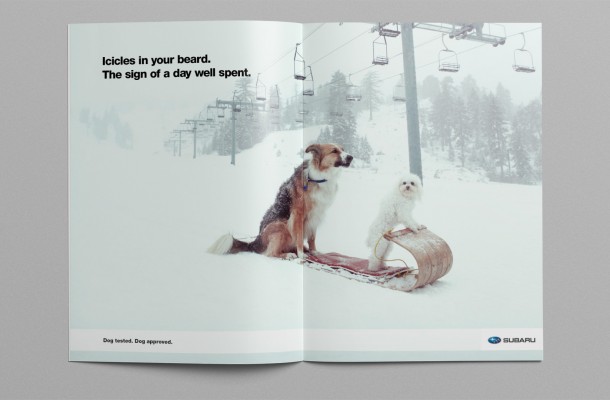 Icicles in your beard.
The sign of a day well spent.
Dog tested. Dog approved.
SUBARU